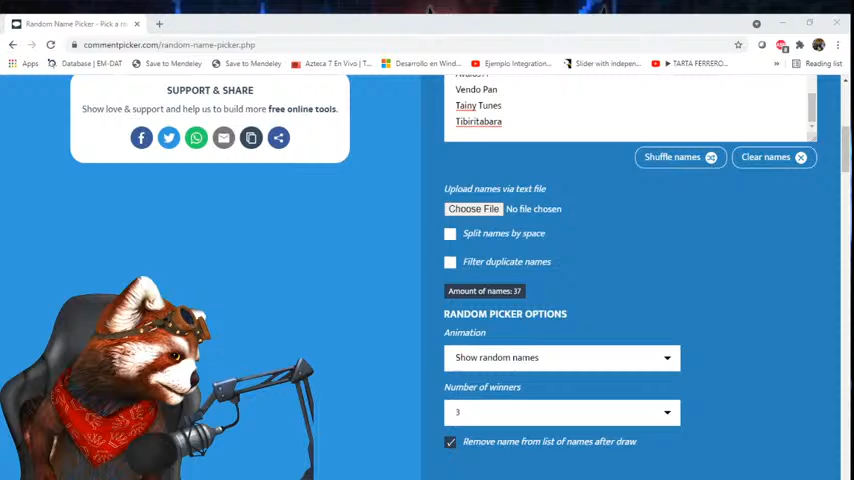 Random Name Picker - Pick a ra
commentpicker.com/random-name-picker.php
Apps
Database | EM-DAT
Save to Mendeley
Save to Mendeley
Azteca 7 En Vivo | T...
Desarrollo en Wind...
Ejemplo Integration...
Slider with indepen...
TARTA FERRERO...
»
Reading list
SUPPORT & SHARE
Show love & support and help us to build more free online tools.
Vendo Pan
Tainy Tunes
Tibiritabara
Shuffle names
Clear names
Upload names via text file
Choose File No file chosen
Split names by space
Filter duplicate names
Amount of names: 37
RANDOM PICKER OPTIONS
Animation
Show random names
Number of winners
3
Remove name from list of names after draw